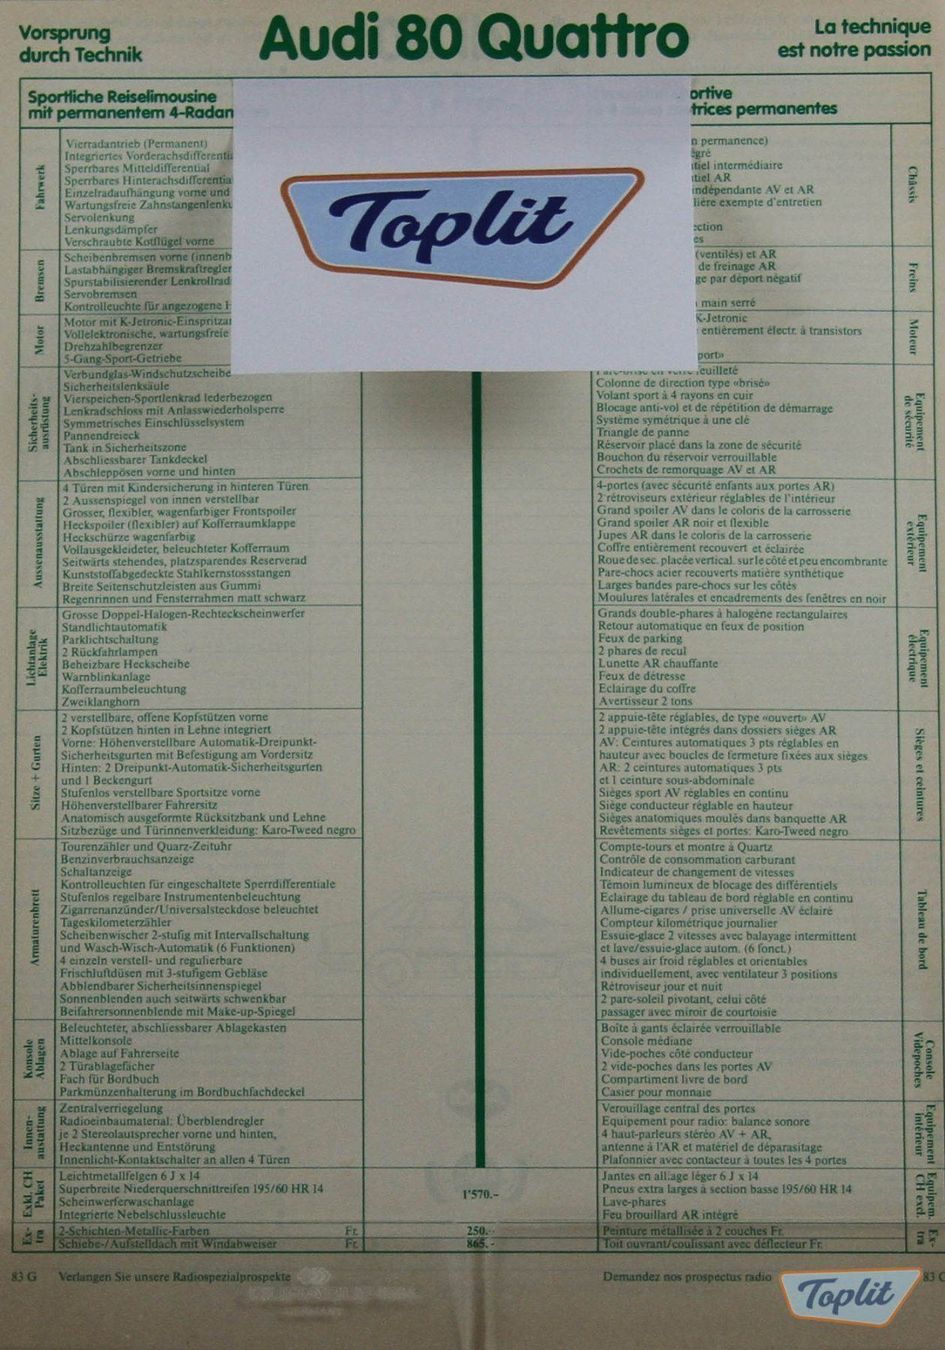 Vorsprung
durch Technik
Audi 80 Quattro
La technique
est notre passion
Sportliche Reiselimousine
mit permanentem 4-Radan
ortive
trices permanentes
Toplit
Fahrwerk
Vierradantrieb (Permanent)
Integriertes Vorderachsdifferenti
Sperrbares Mitteldifferential
Sperrbares Hinterachsdifferentia
Einzelradaufhängung vorne und
Wartungsfreie Zahnstangenlenku
Servolenkung
Lenkungsdämpfer
Verschraubte Kotflügel vorne
Bremsen
Scheibenbremsen vorne (innenb
Lastabhängiger Bremskraftregler
Spurstabilisierender Lenkrollrad
Servobremsen
Kontrolleuchte für angezogene
Motor
Motor mit K-Jetronic-Einspritza
Vollelektronische, wartungsfreie
Drehzahlbegrenzer
5-Gang-Sport-Getriebe
Sicherheits-
ausrüstung
Verbundglas-Windschutzscheibe
Sicherheitslenksäule
Vierspeichen-Sportlenkrad lederbezogen
Lenkradschloss mit Anlasswiederholsperre
Symmetrisches Einschlüsselsystem
Pannendreieck
Tank in Sicherheitszone
Abschliessbarer Tankdeckel
Abschleppösen vorne und hinten
Aussenausstattung
4 Türen mit Kindersicherung in hinteren Türen
2 Aussenspiegel von innen verstellbar
Grosser, flexibler, wagenfarbiger Frontspoiler
Heckspoiler (flexibler) auf Kofferraumklappe
Heckschürze wagenfarbig
Vollausgekleideter, beleuchteter Kofferraum
Seitwärts stehendes, platzsparendes Reserverad
Kunststoffabgedeckte Stahlkernstossstangen
Breite Seitenschutzleisten aus Gummi
Regenrinnen und Fensterrahmen matt schwarz
Lichtanlage
Elektrik
Grosse Doppel-Halogen-Rechteckscheinwerfer
Standlichtautomatik
Parklichtschaltung
2 Rückfahrlampen
Beheizbare Heckscheibe
Warnblinkanlage
Kofferraumbeleuchtung
Zweiklanghorn
Sitze + Gurten
2 verstellbare, offene Kopfstützen vorne
2 Kopfstützen hinten in Lehne integriert
Vorne: Höhenverstellbare Automatik-Dreipunkt-
Sicherheitsgurten mit Befestigung am Vordersitz
Hinten: 2 Dreipunkt-Automatik-Sicherheitsgurten
und 1 Beckengurt
Stufenlos verstellbare Sportsitze vorne
Höhenverstellbarer Fahrersitz
Anatomisch ausgeformte Rücksitzbank und Lehne
Sitzbezüge und Türinnenverkleidung: Karo-Tweed negro
Armaturenbrett
Tourenzähler und Quarz-Zeituhr
Benzinverbrauchsanzeige
Schaltanzeige
Kontrolleuchten für eingeschaltete Sperrdifferentiale
Stufenlos regelbare Instrumentenbeleuchtung
Zigarrenanzünder/Universalsteckdose beleuchtet
Tageskilometerzähler
Scheibenwischer 2-stufig mit Intervallschaltung
und Wasch-Wisch-Automatik (6 Funktionen)
4 einzeln verstell- und regulierbare
Frischluftdüsen mit 3-stufigem Gebläse
Abblendbarer Sicherheitsinnenspiegel
Sonnenblenden auch seitwärts schwenkbar
Beifahrersonnenblende mit Make-up-Spiegel
Konsole
Ablagen
Beleuchteter, abschliessbarer Ablagekasten
Mittelkonsole
Ablage auf Fahrerseite
2 Türablagefächer
Fach für Bordbuch
Parkmünzenhalterung im Bordbuchfachdeckel
Innen-
austattung
Zentralverriegelung
Radioeinbaumaterial: Überblendregler
je 2 Stereolautsprecher vorne und hinten,
Heckantenne und Entstörung
Innenlicht-Kontaktschalter an allen 4 Türen
Exkl. CH
Paket
Leichtmetallfelgen 6 J x 14
Superbreite Niederquerschnittreifen 195/60 HR 14
Scheinwerferwaschanlage
Integrierte Nebelschlussleuchte
1'570.-
Ex-
tra
2-Schichten-Metallic-Farben Fr. 250.-
Schiebe-/Aufstelldach mit Windabweiser Fr. 865.-
n permanence)
égré
tiel intermédiaire
tiel AR
indépendante AV et AR
lière exempte d'entretien
ection
es
Châssis
(ventilés) et AR
de freinage AR
ge par déport négatif
main serré
Freins
K-Jetronic
entièrement électr. à transistors
port»
Moteur
Pare-brise en verre feuilleté
Colonne de direction type «brisé»
Volant sport à 4 rayons en cuir
Blocage anti-vol et de répétition de démarrage
Système symétrique à une clé
Triangle de panne
Réservoir placé dans la zone de sécurité
Bouchon du réservoir verrouillable
Crochets de remorquage AV et AR
Equipement
de sécurité
4-portes (avec sécurité enfants aux portes AR)
2 rétroviseurs extérieur réglables de l'intérieur
Grand spoiler AV dans le coloris de la carrosserie
Grand spoiler AR noir et flexible
Jupes AR dans le coloris de la carrosserie
Coffre entièrement recouvert et éclairée
Roue de sec. placée vertical. sur le côté et peu encombrante
Pare-chocs acier recouverts matière synthétique
Larges bandes pare-chocs sur les côtés
Moulures latérales et encadrements des fenêtres en noir
Equipement
extérieur
Grands double-phares à halogène rectangulaires
Retour automatique en feux de position
Feux de parking
2 phares de recul
Lunette AR chauffante
Feux de détresse
Eclairage du coffre
Avertisseur 2 tons
Equipement
électrique
2 appuie-tête réglables, de type «ouvert» AV
2 appuie-tête intégrés dans dossiers sièges AR
AV: Ceintures automatiques 3 pts réglables en
hauteur avec boucles de fermeture fixées aux sièges
AR: 2 ceintures automatiques 3 pts
et 1 ceinture sous-abdominale
Sièges sport AV réglables en continu
Siège conducteur réglable en hauteur
Sièges anatomiques moulés dans banquette AR
Revêtements sièges et portes: Karo-Tweed negro
Sièges et ceintures
Compte-tours et montre à Quartz
Contrôle de consommation carburant
Indicateur de changement de vitesses
Témoin lumineux de blocage des différentiels
Eclairage du tableau de bord réglable en continu
Allume-cigares / prise universelle AV éclairé
Compteur kilométrique journalier
Essuie-glace 2 vitesses avec balayage intermittent
et lave/essuie-glace autom. (6 fonct.)
4 buses air froid réglables et orientables
individuellement, avec ventilateur 3 positions
Rétroviseur jour et nuit
2 pare-soleil pivotant, celui côté
passager avec miroir de courtoisie
Tableau de bord
Boîte à gants éclairée verrouillable
Console médiane
Vide-poches côté conducteur
2 vide-poches dans les portes AV
Compartiment livre de bord
Casier pour monnaie
Console
Videpoches
Verouillage central des portes
Equipement pour radio: balance sonore
4 haut-parleurs stéréo AV + AR,
antenne à l'AR et matériel de déparasitage
Plafonnier avec contacteur à toutes les 4 portes
Equipement
intérieur
Jantes en alliage léger 6 J x 14
Pneus extra larges à section basse 195/60 HR 14
Lave-phares
Feu brouillard AR intégré
Equipem.
CH excl.
Peinture métallisée à 2 couches Fr.
Toit ouvrant/coulissant avec déflecteur Fr.
Ex-
tra
83 G Verlangen Sie unsere Radiospezialprospekte
Demandez nos prospectus radio
Toplit
83 G